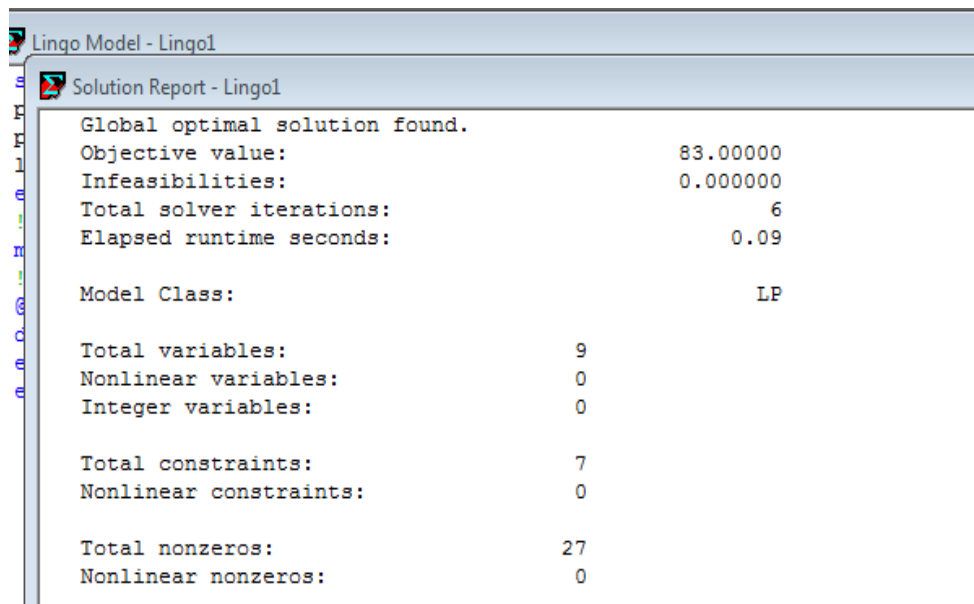 Lingo Model - Lingo1
Solution Report - Lingo1
Global optimal solution found.
Objective value: 83.00000
Infeasibilities: 0.000000
Total solver iterations: 6
Elapsed runtime seconds: 0.09
Model Class: LP
Total variables: 9
Nonlinear variables: 0
Integer variables: 0
Total constraints: 7
Nonlinear constraints: 0
Total nonzeros: 27
Nonlinear nonzeros: 0